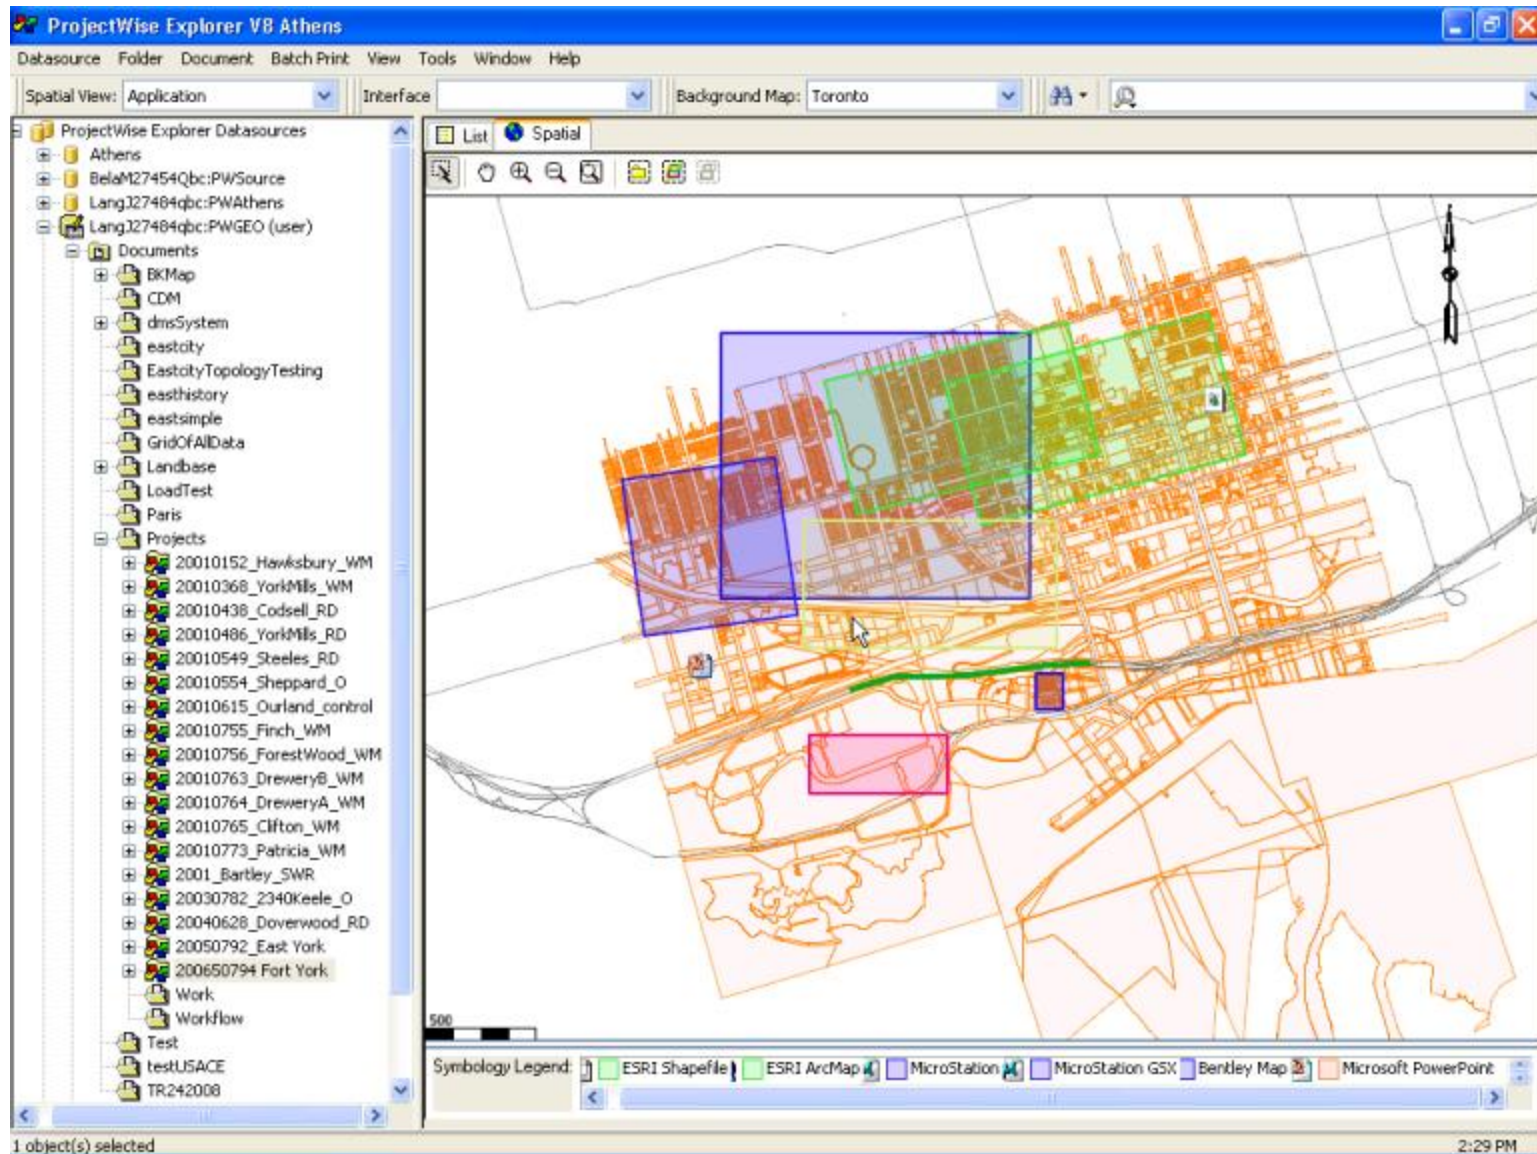 ProjectWise Explorer V8 Athens
Datasource Folder Document Batch Print View Tools Window Help
Spatial View: Application Interface Background Map: Toronto
ProjectWise Explorer Datasources
Athens
BelaM27454Qbc:PWSource
LangJ27484qbc:PWAthens
LangJ27484qbc:PWGEO (user)
Documents
BKMap
CDM
dmsSystem
eastcity
EastcityTopologyTesting
easthistory
eastsimple
GridOfAllData
Landbase
LoadTest
Paris
Projects
20010152_Hawksbury_WM
20010368_YorkMills_WM
20010438_Codsell_RD
20010486_YorkMills_RD
20010549_Steeles_RD
20010554_Sheppard_O
20010615_Ourland_control
20010755_Finch_WM
20010756_ForestWood_WM
20010763_DreweryB_WM
20010764_DreweryA_WM
20010765_Clifton_WM
20010773_Patricia_WM
2001_Bartley_SWR
20030782_2340Keele_O
20040628_Doverwood_RD
20050792_East York
200650794 Fort York
Work
Workflow
Test
testUSACE
TR242008
List Spatial
500
Symbology Legend: ESRI Shapefile ESRI ArcMap MicroStation MicroStation GSX Bentley Map Microsoft PowerPoint
1 object(s) selected
2:29 PM